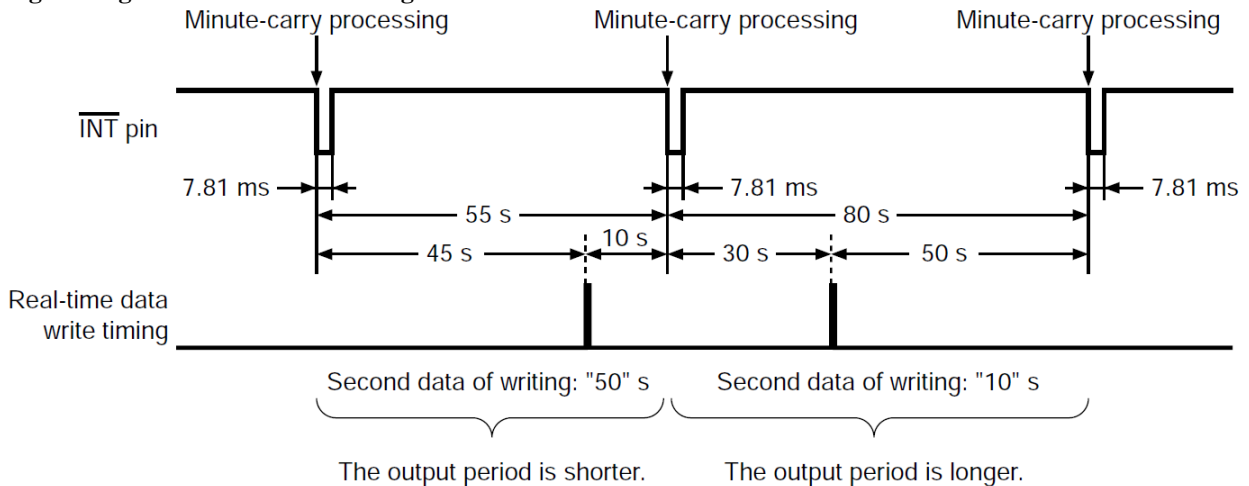 Minute-carry processing Minute-carry processing Minute-carry processing
INT pin
7.81 ms 7.81 ms 7.81 ms
55 s 80 s
45 s 10 s 30 s 50 s
Real-time data
write timing
Second data of writing: "50" s Second data of writing: "10" s
The output period is shorter. The output period is longer.